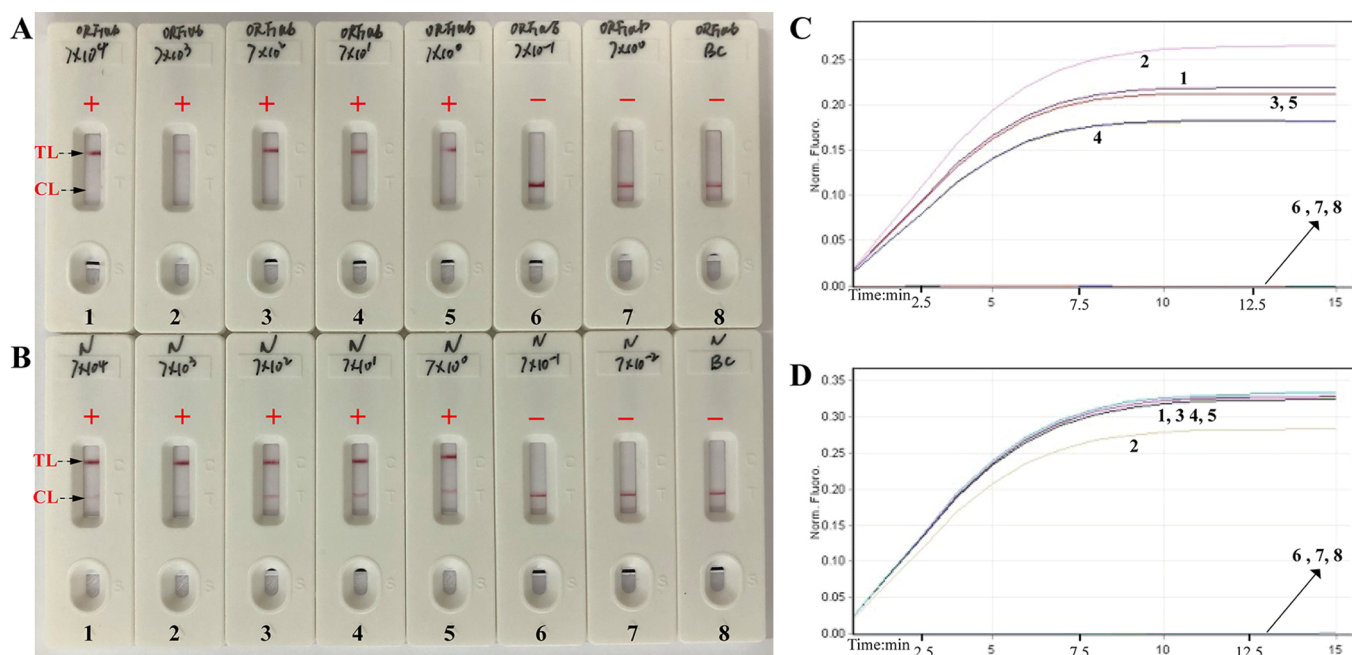 A
ORF1ab ORF1ab ORF1ab ORF1ab ORF1ab ORF1ab ORF1ab ORF1ab
7×10⁴ 7×10³ 7×10² 7×10¹ 7×10⁰ 7×10⁻¹ 7×10⁰ BC
+ + + + + − − −
TL C C C C C C C C
CL T T T T T T T T
S S S S S S S S
1 2 3 4 5 6 7 8
B
N N N N N N N N
7×10⁴ 7×10³ 7×10² 7×10¹ 7×10⁰ 7×10⁻¹ 7×10⁻² BC
+ + + + + − − −
TL C C C C C C C C
CL T T T T T T T T
S S S S S S S S
1 2 3 4 5 6 7 8
C
Norm. Fluoro.
0.25
0.20
0.15
0.10
0.05
0.00
2
1
3, 5
4
6 , 7, 8
Time:min 2.5 5 7.5 10 12.5 15
D
Norm. Fluoro.
0.35
0.30
0.25
0.20
0.15
0.10
0.05
0.00
1, 3 4, 5
2
6 ,7, 8
Time:min 2.5 5 7.5 10 12.5 15